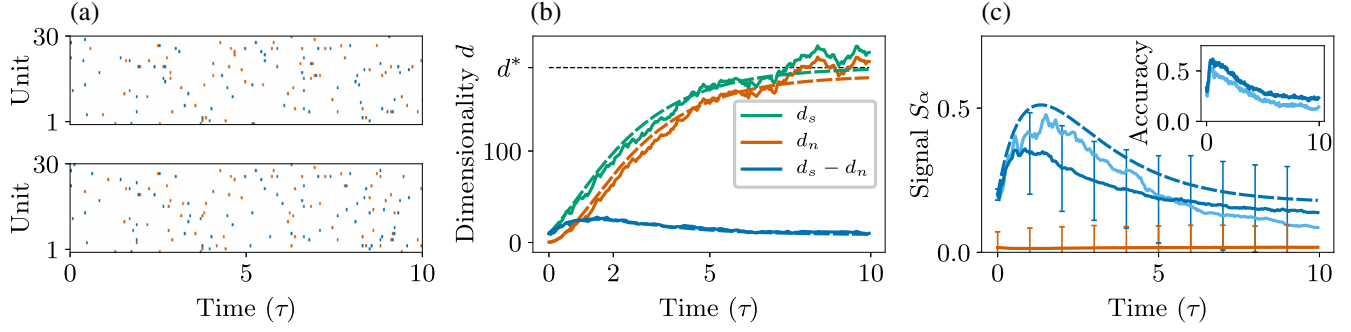 (a)
30
Unit
1
30
Unit
1
0
5
10
Time (τ)
(b)
Dimensionality d
d*
100
0
d_s
d_n
d_s − d_n
0
2
5
10
Time (τ)
(c)
Signal S_α
0.5
0.0
Accuracy
0.5
0.0
0
10
0
5
10
Time (τ)